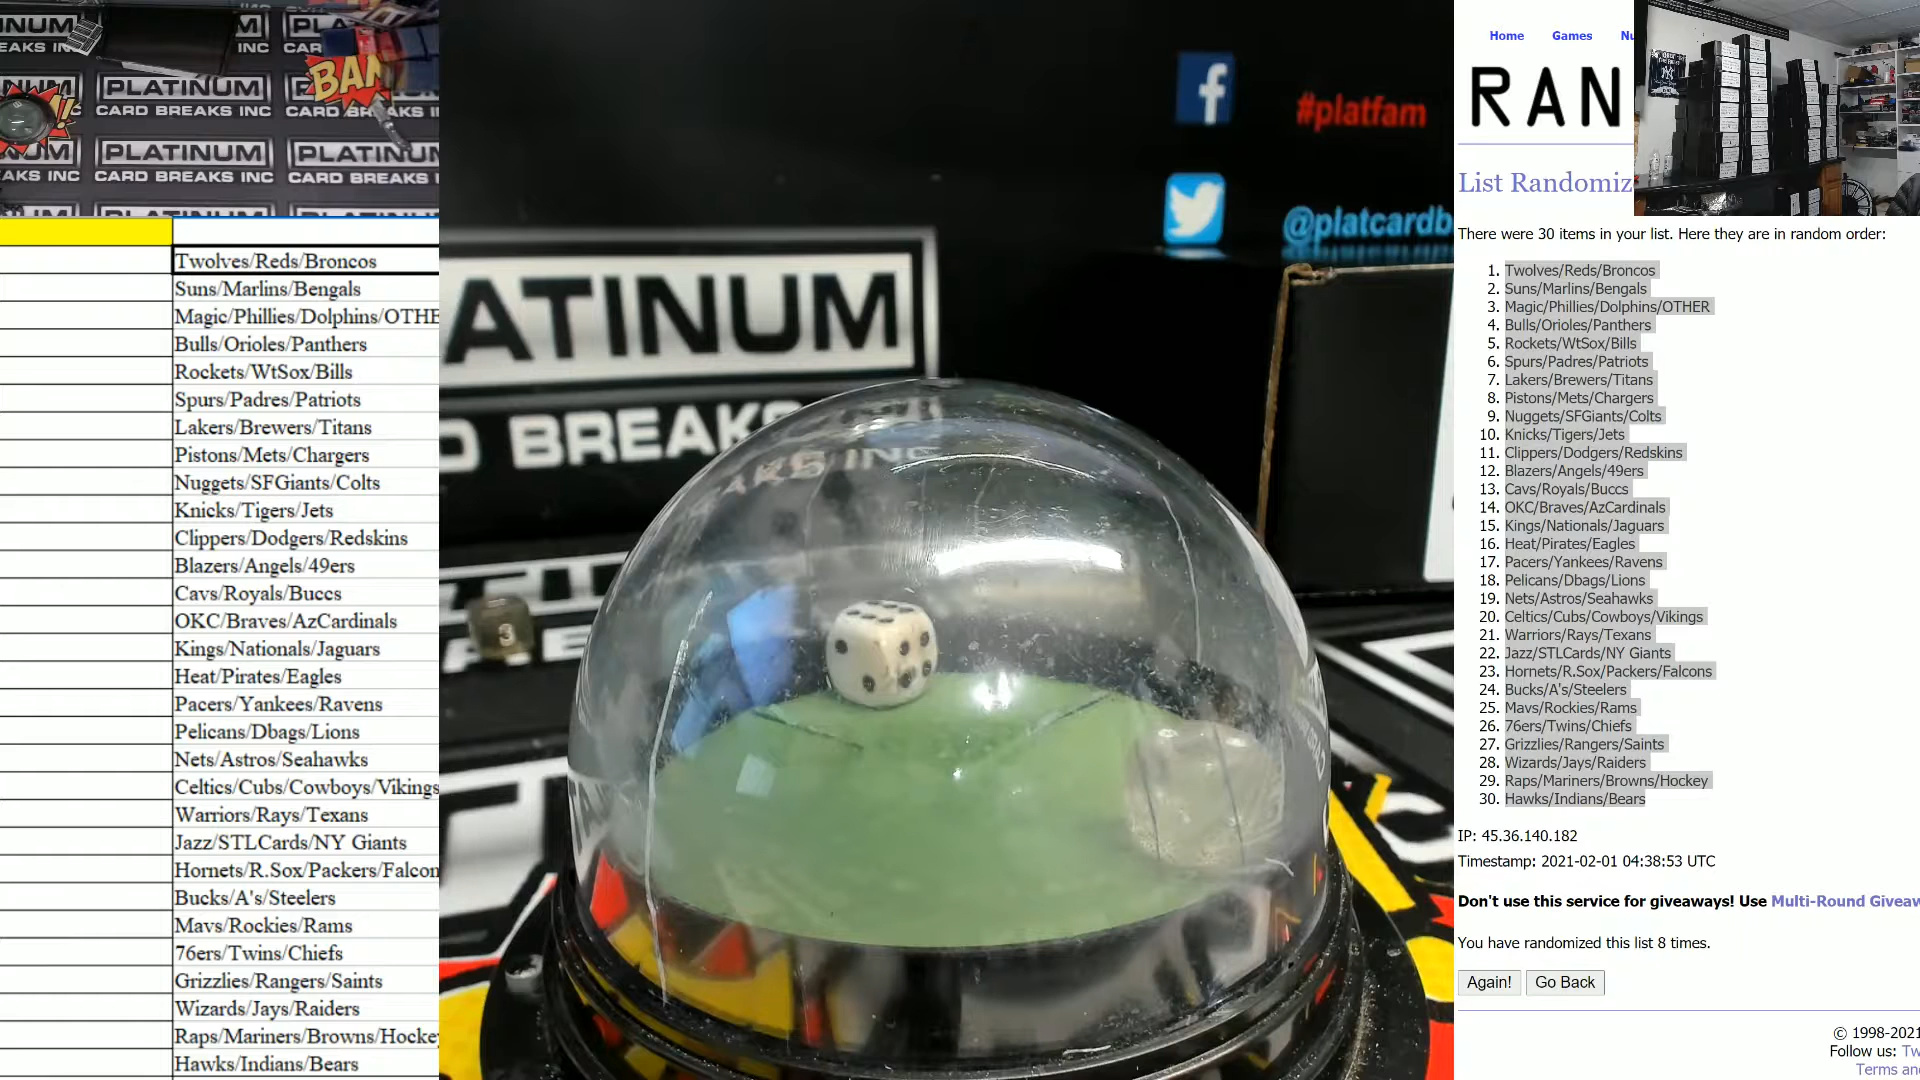 PLATINUM
CARD BREAKS INC
BAM
PLATINUM
CARD BREAKS INC
PLATINUM
CARD BREAKS
Twolves/Reds/Broncos
Suns/Marlins/Bengals
Magic/Phillies/Dolphins/OTHE
Bulls/Orioles/Panthers
Rockets/WtSox/Bills
Spurs/Padres/Patriots
Lakers/Brewers/Titans
Pistons/Mets/Chargers
Nuggets/SFGiants/Colts
Knicks/Tigers/Jets
Clippers/Dodgers/Redskins
Blazers/Angels/49ers
Cavs/Royals/Buccs
OKC/Braves/AzCardinals
Kings/Nationals/Jaguars
Heat/Pirates/Eagles
Pacers/Yankees/Ravens
Pelicans/Dbags/Lions
Nets/Astros/Seahawks
Celtics/Cubs/Cowboys/Vikings
Warriors/Rays/Texans
Jazz/STLCards/NY Giants
Hornets/R.Sox/Packers/Falcon
Bucks/A's/Steelers
Mavs/Rockies/Rams
76ers/Twins/Chiefs
Grizzlies/Rangers/Saints
Wizards/Jays/Raiders
Raps/Mariners/Browns/Hockey
Hawks/Indians/Bears
#platfam
@platcardb
ATINUM
D BREAKS
3
Home Games Nu
RAN
List Randomiz
There were 30 items in your list. Here they are in random order:
1. Twolves/Reds/Broncos
2. Suns/Marlins/Bengals
3. Magic/Phillies/Dolphins/OTHER
4. Bulls/Orioles/Panthers
5. Rockets/WtSox/Bills
6. Spurs/Padres/Patriots
7. Lakers/Brewers/Titans
8. Pistons/Mets/Chargers
9. Nuggets/SFGiants/Colts
10. Knicks/Tigers/Jets
11. Clippers/Dodgers/Redskins
12. Blazers/Angels/49ers
13. Cavs/Royals/Buccs
14. OKC/Braves/AzCardinals
15. Kings/Nationals/Jaguars
16. Heat/Pirates/Eagles
17. Pacers/Yankees/Ravens
18. Pelicans/Dbags/Lions
19. Nets/Astros/Seahawks
20. Celtics/Cubs/Cowboys/Vikings
21. Warriors/Rays/Texans
22. Jazz/STLCards/NY Giants
23. Hornets/R.Sox/Packers/Falcons
24. Bucks/A's/Steelers
25. Mavs/Rockies/Rams
26. 76ers/Twins/Chiefs
27. Grizzlies/Rangers/Saints
28. Wizards/Jays/Raiders
29. Raps/Mariners/Browns/Hockey
30. Hawks/Indians/Bears
IP: 45.36.140.182
Timestamp: 2021-02-01 04:38:53 UTC
Don't use this service for giveaways! Use Multi-Round Giveaw
You have randomized this list 8 times.
Again! Go Back
© 1998-2021
Follow us: Tw
Terms an